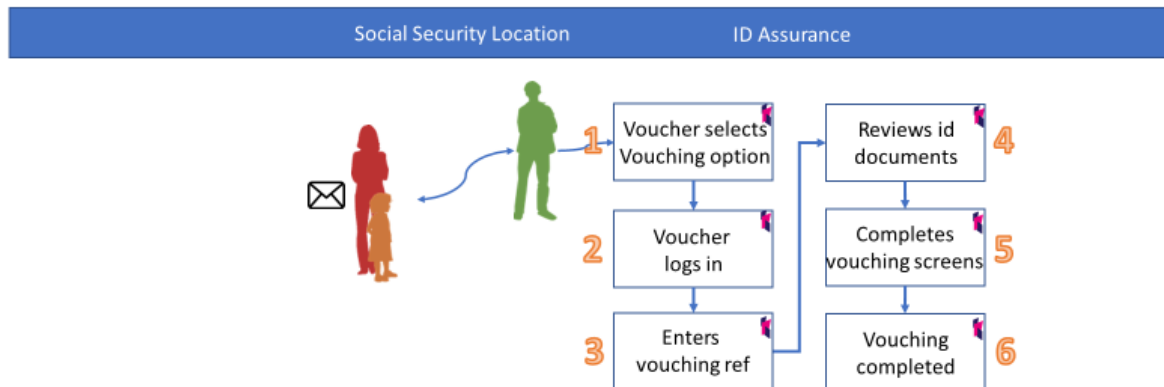 Social Security Location
ID Assurance
1
Voucher selects
Vouching option
2
Voucher
logs in
3
Enters
vouching ref
4
Reviews id
documents
5
Completes
vouching screens
6
Vouching
completed